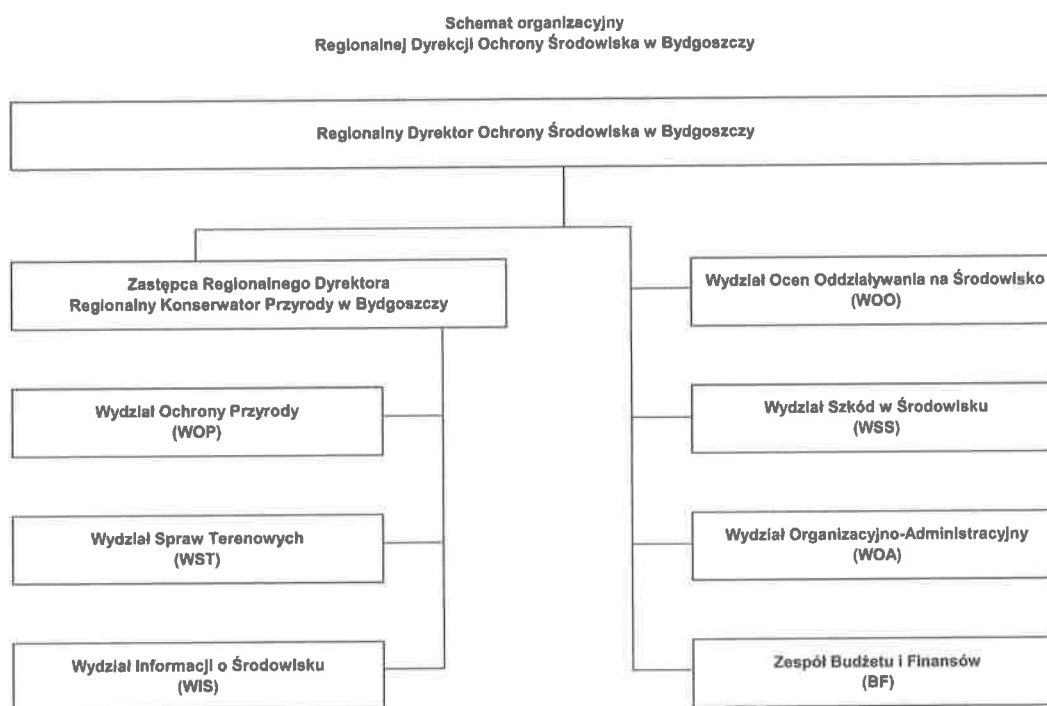 Schemat organizacyjny
Regionalnej Dyrekcji Ochrony Środowiska w Bydgoszczy
Regionalny Dyrektor Ochrony Środowiska w Bydgoszczy
Zastępca Regionalnego Dyrektora
Regionalny Konserwator Przyrody w Bydgoszczy
Wydział Ochrony Przyrody
(WOP)
Wydział Spraw Terenowych
(WST)
Wydział Informacji o Środowisku
(WIS)
Wydział Ocen Oddziaływania na Środowisko
(WOO)
Wydział Szkód w Środowisku
(WSS)
Wydział Organizacyjno-Administracyjny
(WOA)
Zespół Budżetu i Finansów
(BF)